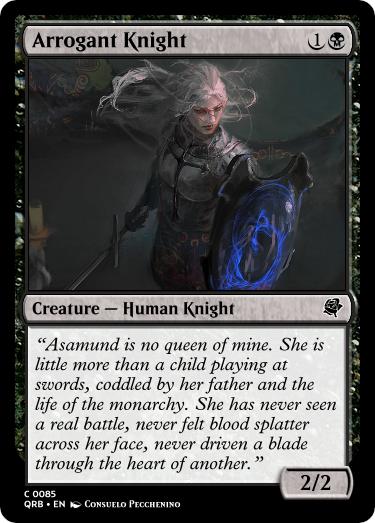 Arrogant Knight 1
Creature — Human Knight
“Asamund is no queen of mine. She is
little more than a child playing at
swords, coddled by her father and the
life of the monarchy. She has never seen
a real battle, never felt blood splatter
across her face, never driven a blade
through the heart of another.”
2/2
C 0085
QRB • EN Consuelo Pecchenino